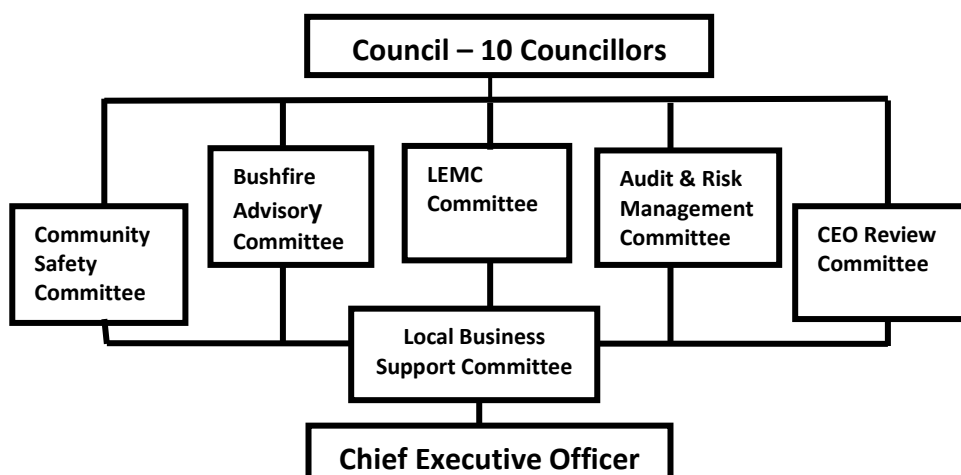 Council – 10 Councillors
Community
Safety
Committee
Bushfire
Advisory
Committee
LEMC
Committee
Audit & Risk
Management
Committee
CEO Review
Committee
Local Business
Support Committee
Chief Executive Officer